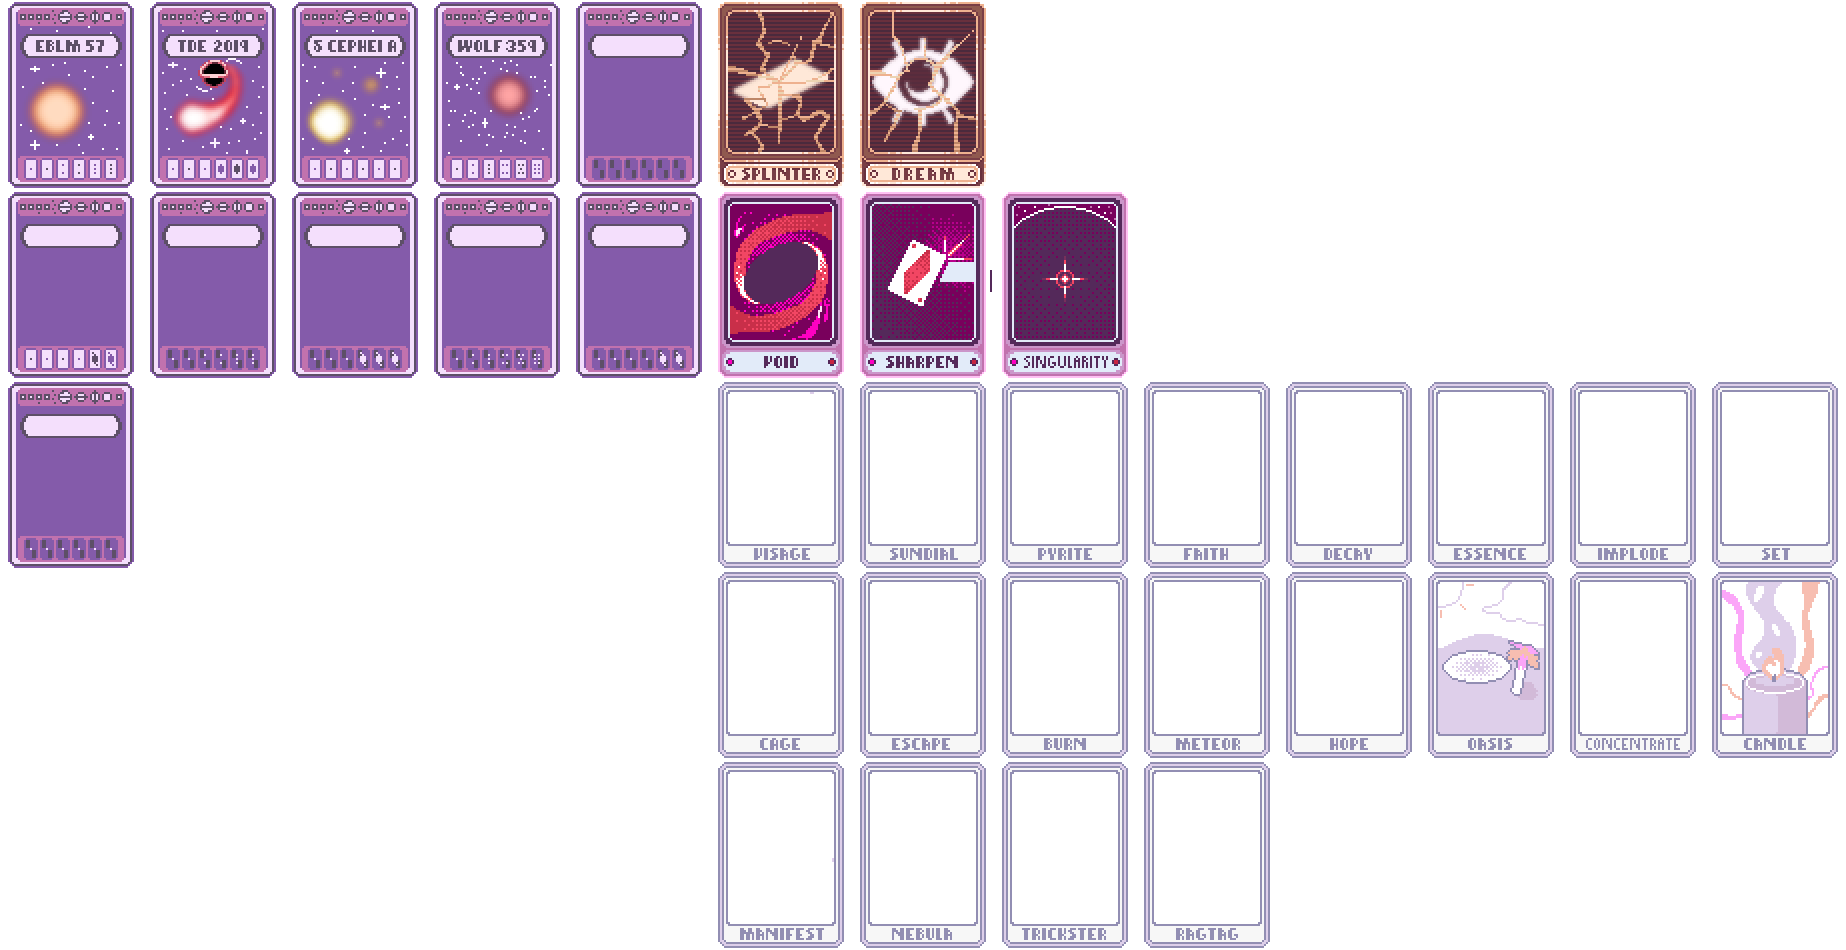 EBLM 57
TDE 2019
S CEPHEI A
WOLF 359
SPLINTER
DREAM
VOID
SHARPEN
SINGULARITY
VISAGE
SUNDIAL
PYRITE
FAITH
DECAY
ESSENCE
IMPLODE
SET
CAGE
ESCAPE
BURN
METEOR
HOPE
OASIS
CONCENTRATE
CANDLE
MANIFEST
NEBULA
TRICKSTER
RAGTAG